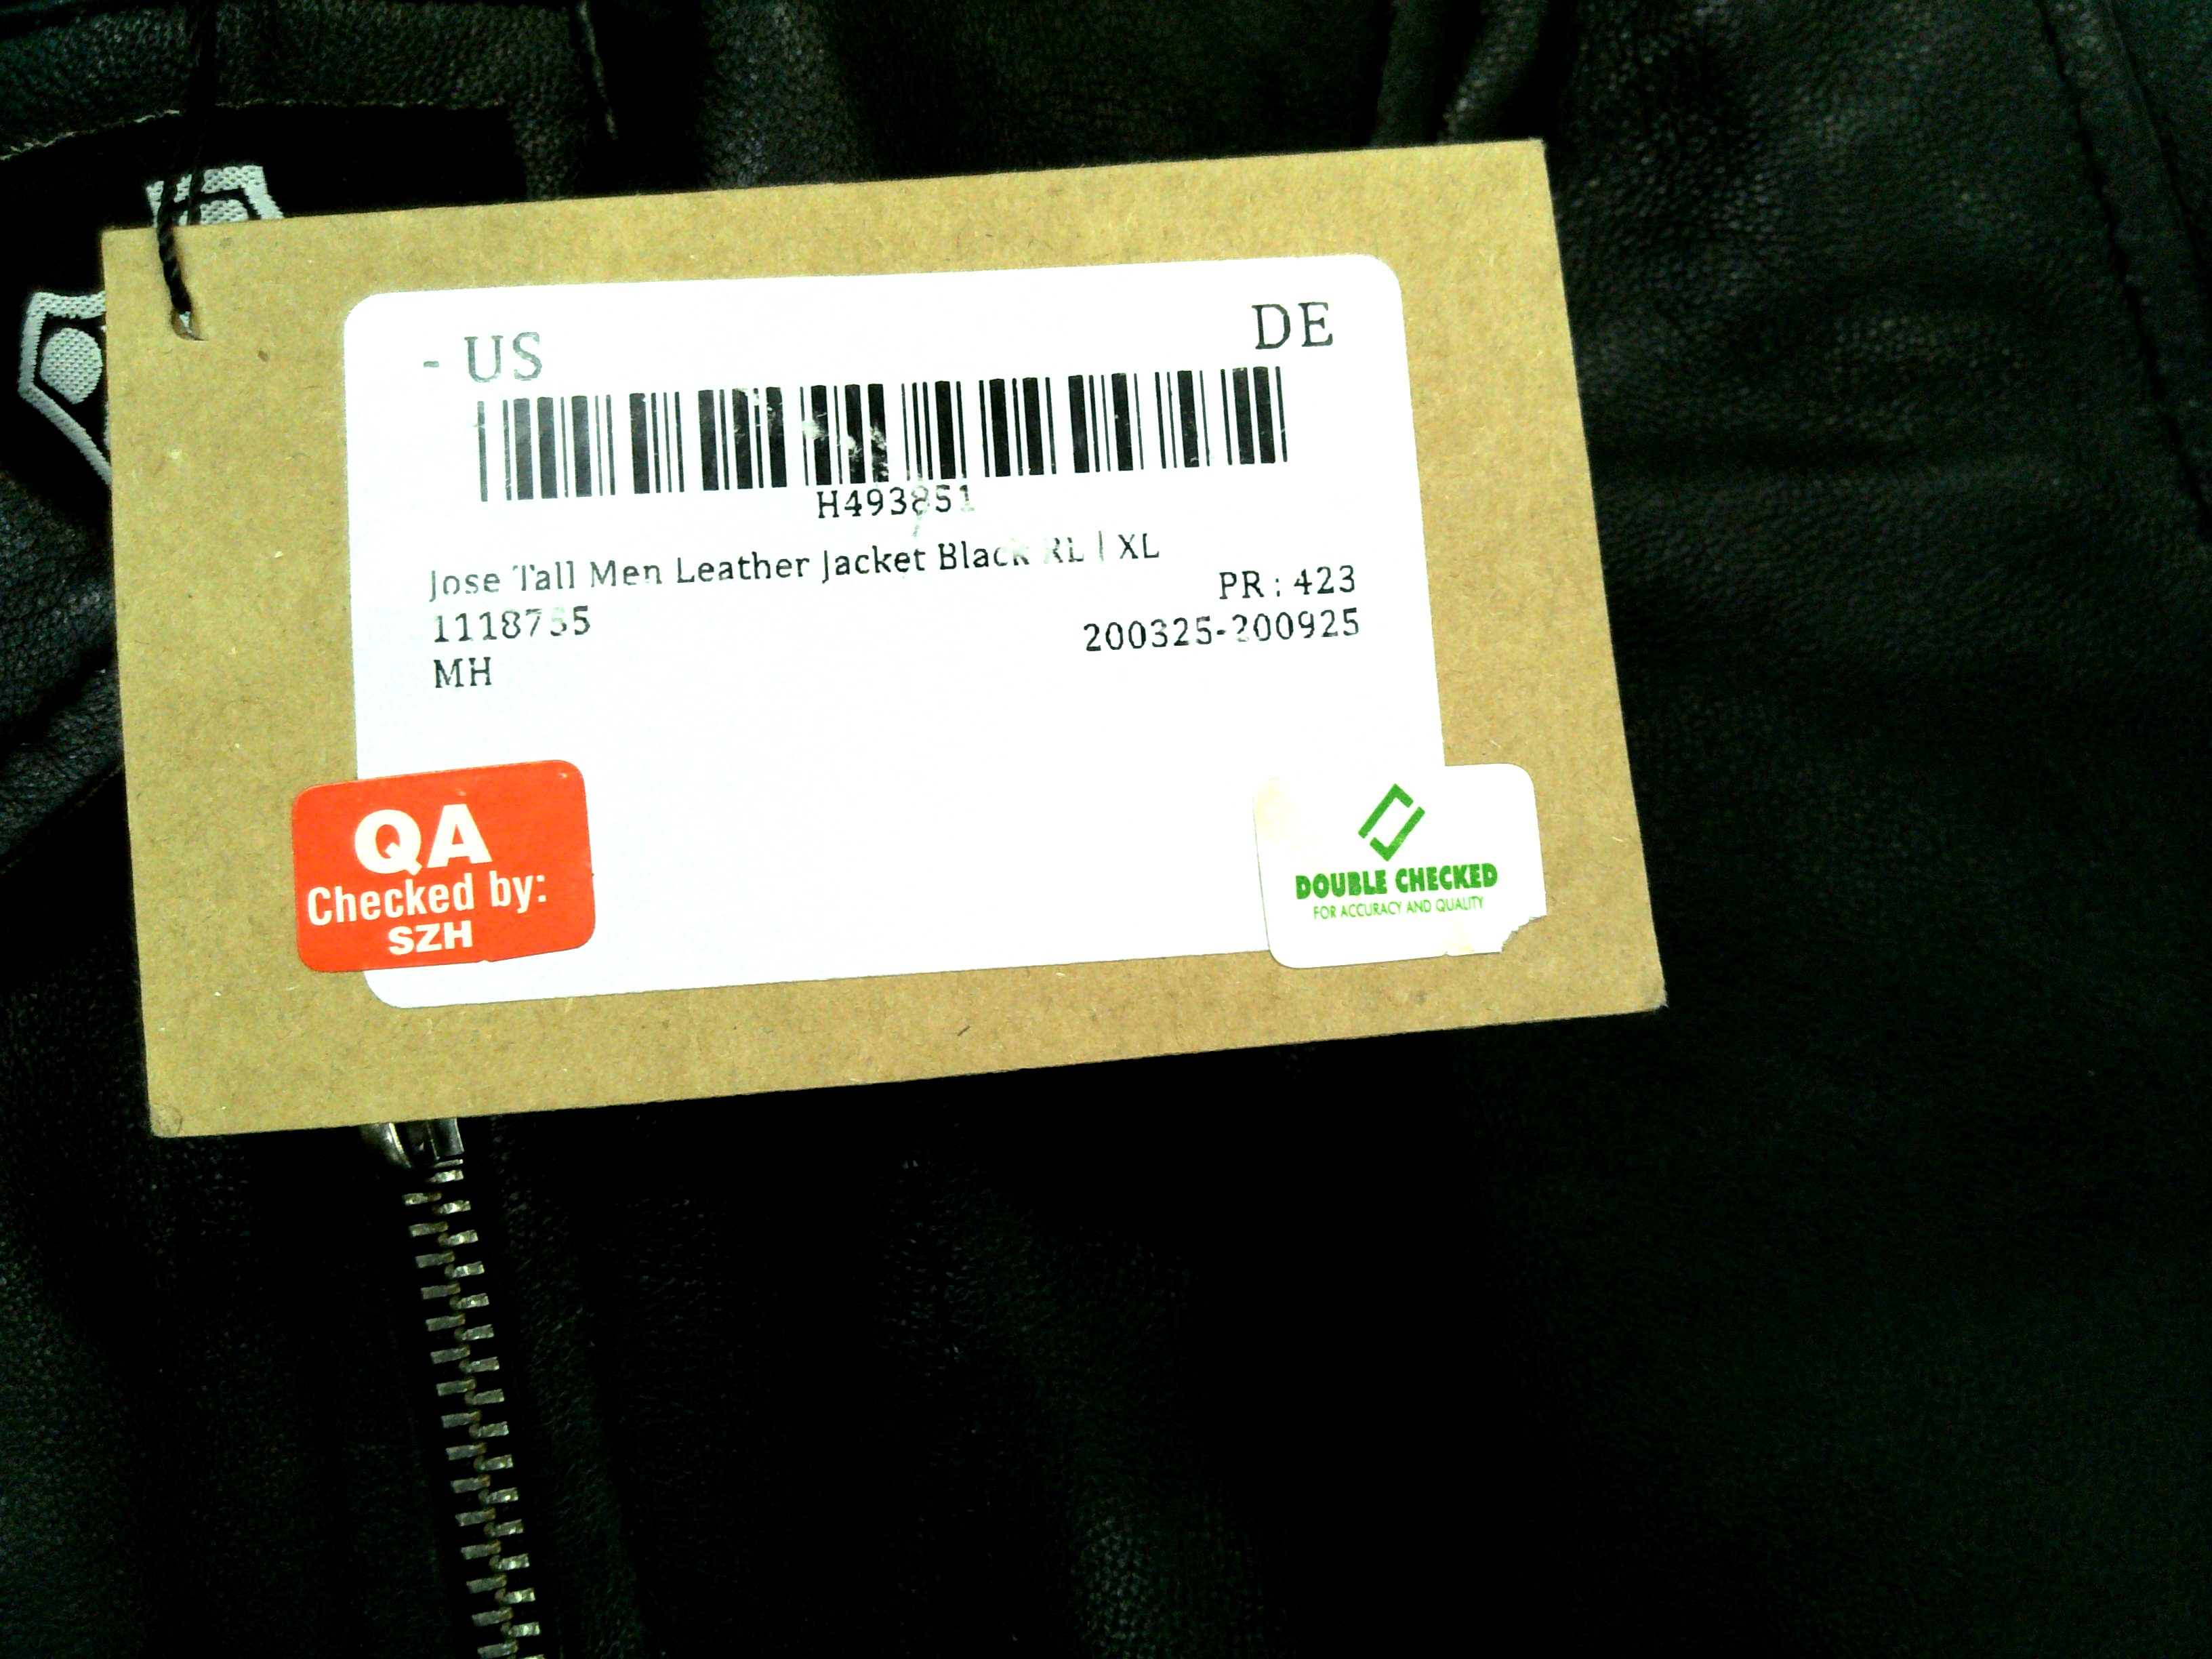 - US DE
H493851
Jose Tall Men Leather Jacket Black RL | XL
PR : 423
200325-200925
MH
QA
Checked by:
SZH
DOUBLE CHECKED
FOR ACCURACY AND QUALITY